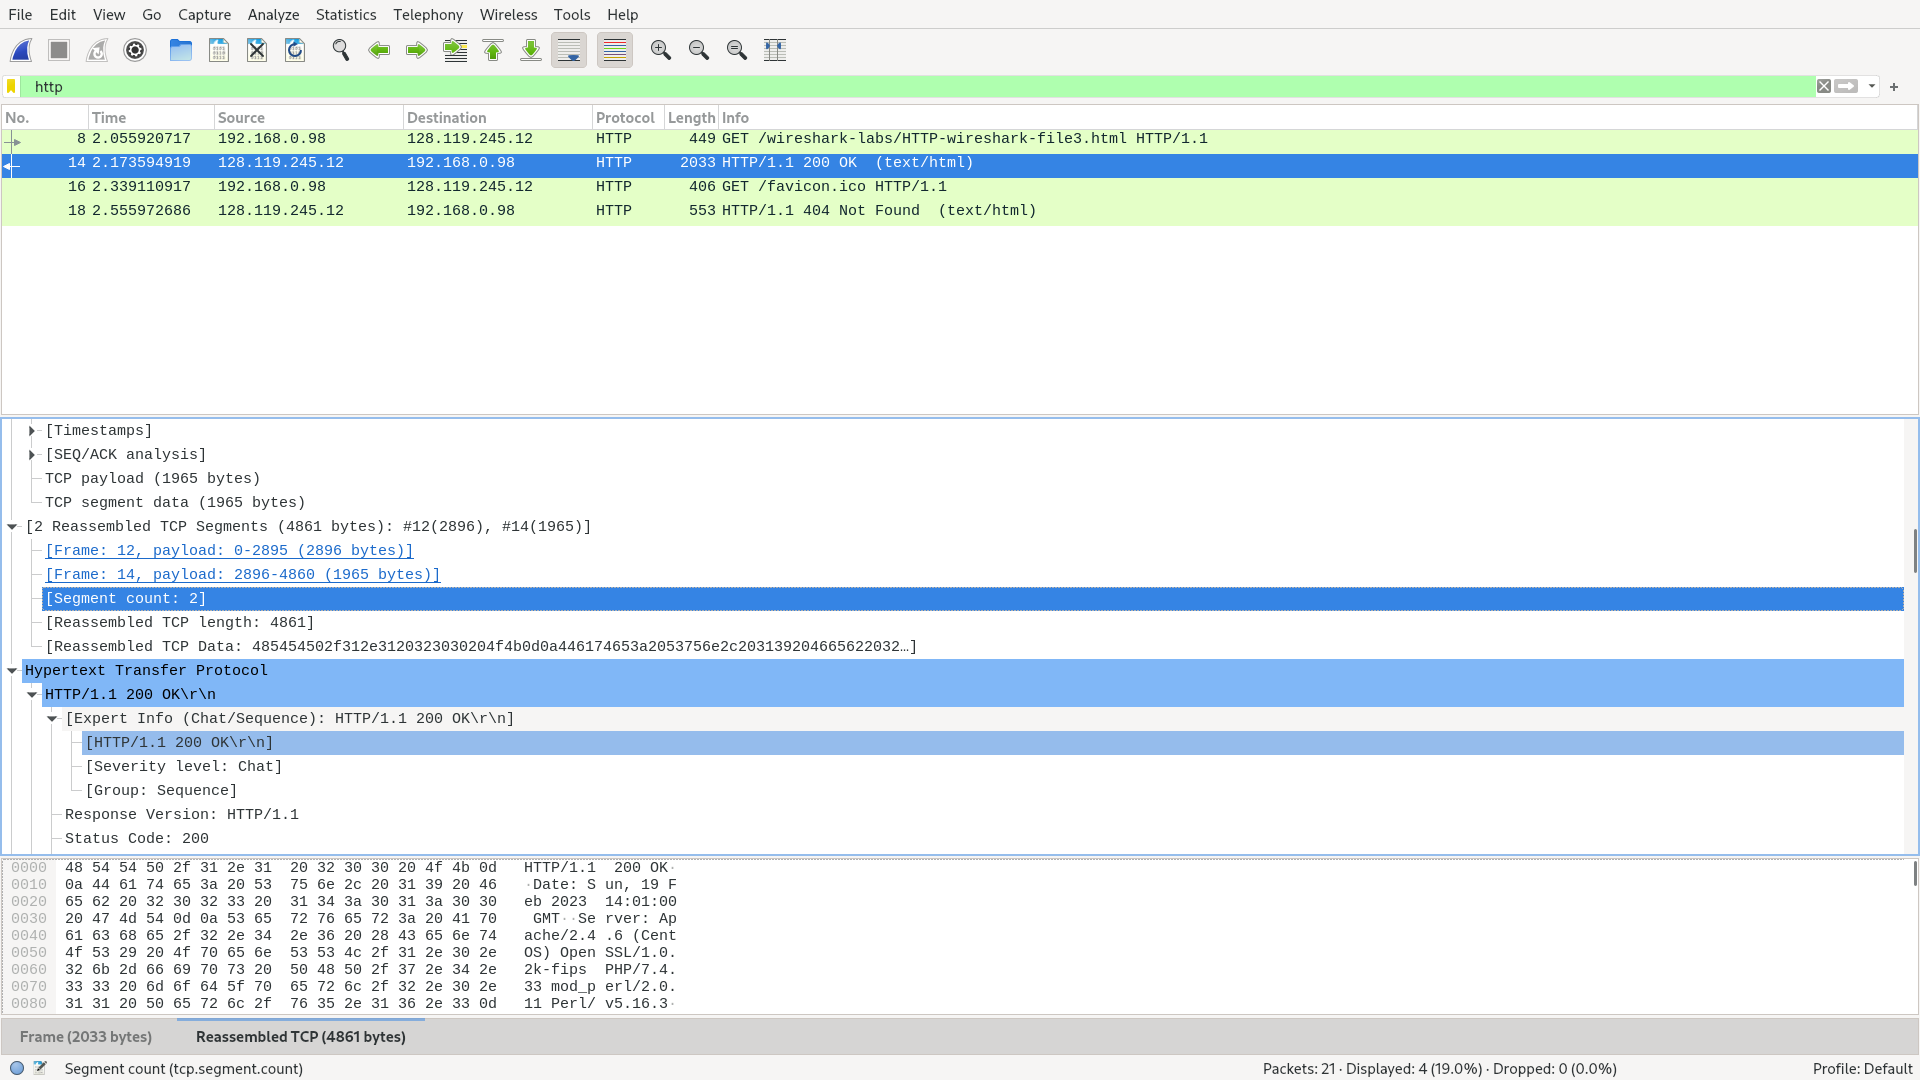 File Edit View Go Capture Analyze Statistics Telephony Wireless Tools Help
http
No. Time Source Destination Protocol Length Info
8 2.055920717 192.168.0.98 128.119.245.12 HTTP 449 GET /wireshark-labs/HTTP-wireshark-file3.html HTTP/1.1
14 2.173594919 128.119.245.12 192.168.0.98 HTTP 2033 HTTP/1.1 200 OK  (text/html)
16 2.339110917 192.168.0.98 128.119.245.12 HTTP 406 GET /favicon.ico HTTP/1.1
18 2.555972686 128.119.245.12 192.168.0.98 HTTP 553 HTTP/1.1 404 Not Found  (text/html)
[Timestamps]
[SEQ/ACK analysis]
TCP payload (1965 bytes)
TCP segment data (1965 bytes)
[2 Reassembled TCP Segments (4861 bytes): #12(2896), #14(1965)]
[Frame: 12, payload: 0-2895 (2896 bytes)]
[Frame: 14, payload: 2896-4860 (1965 bytes)]
[Segment count: 2]
[Reassembled TCP length: 4861]
[Reassembled TCP Data: 485454502f312e3120323030204f4b0d0a446174653a2053756e2c203139204665622032…]
Hypertext Transfer Protocol
HTTP/1.1 200 OK\r\n
[Expert Info (Chat/Sequence): HTTP/1.1 200 OK\r\n]
[HTTP/1.1 200 OK\r\n]
[Severity level: Chat]
[Group: Sequence]
Response Version: HTTP/1.1
Status Code: 200
0000 48 54 54 50 2f 31 2e 31 20 32 30 30 20 4f 4b 0d HTTP/1.1  200 OK·
0010 0a 44 61 74 65 3a 20 53 75 6e 2c 20 31 39 20 46 ·Date: S un, 19 F
0020 65 62 20 32 30 32 33 20 31 34 3a 30 31 3a 30 30 eb 2023  14:01:00
0030 20 47 4d 54 0d 0a 53 65 72 76 65 72 3a 20 41 70  GMT··Se rver: Ap
0040 61 63 68 65 2f 32 2e 34 2e 36 20 28 43 65 6e 74 ache/2.4 .6 (Cent
0050 4f 53 29 20 4f 70 65 6e 53 53 4c 2f 31 2e 30 2e OS) Open SSL/1.0.
0060 32 6b 2d 66 69 70 73 20 50 48 50 2f 37 2e 34 2e 2k-fips  PHP/7.4.
0070 33 33 20 6d 6f 64 5f 70 65 72 6c 2f 32 2e 30 2e 33 mod_p erl/2.0.
0080 31 31 20 50 65 72 6c 2f 76 35 2e 31 36 2e 33 0d 11 Perl/ v5.16.3·
Frame (2033 bytes) Reassembled TCP (4861 bytes)
Segment count (tcp.segment.count) Packets: 21 · Displayed: 4 (19.0%) · Dropped: 0 (0.0%) Profile: Default